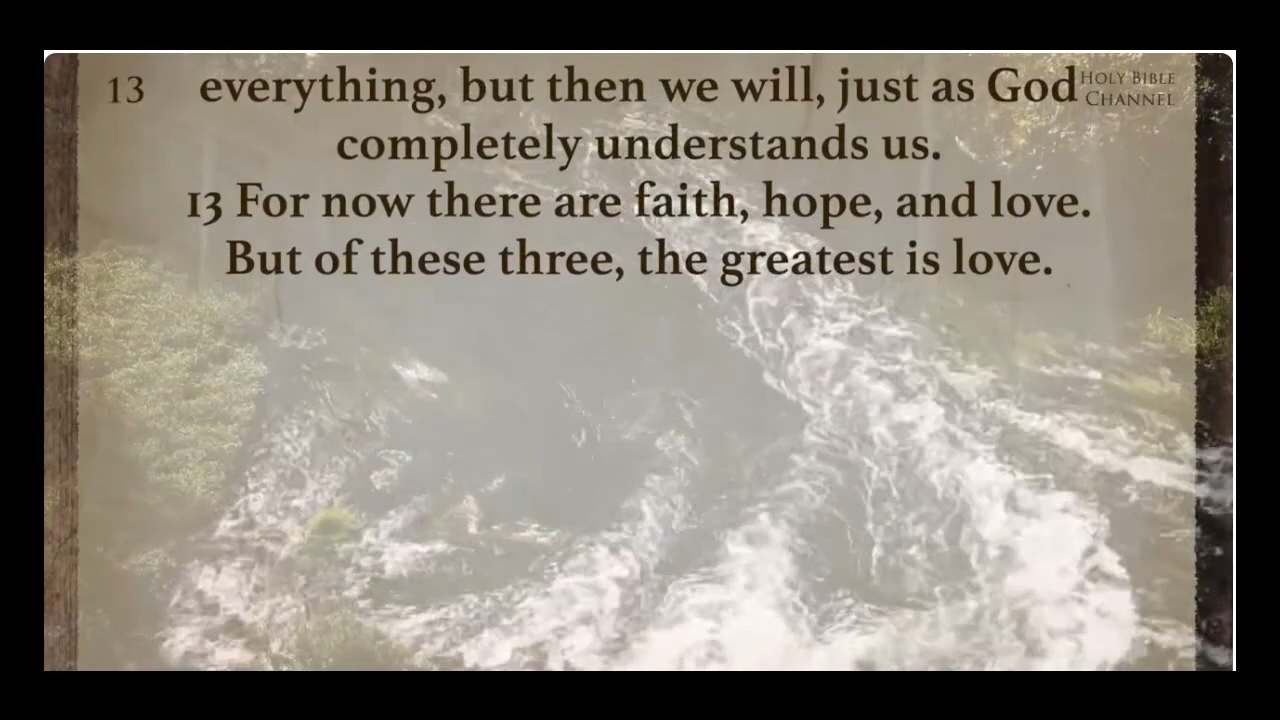 13 everything, but then we will, just as God
HOLY BIBLE
CHANNEL
completely understands us.
13 For now there are faith, hope, and love.
But of these three, the greatest is love.